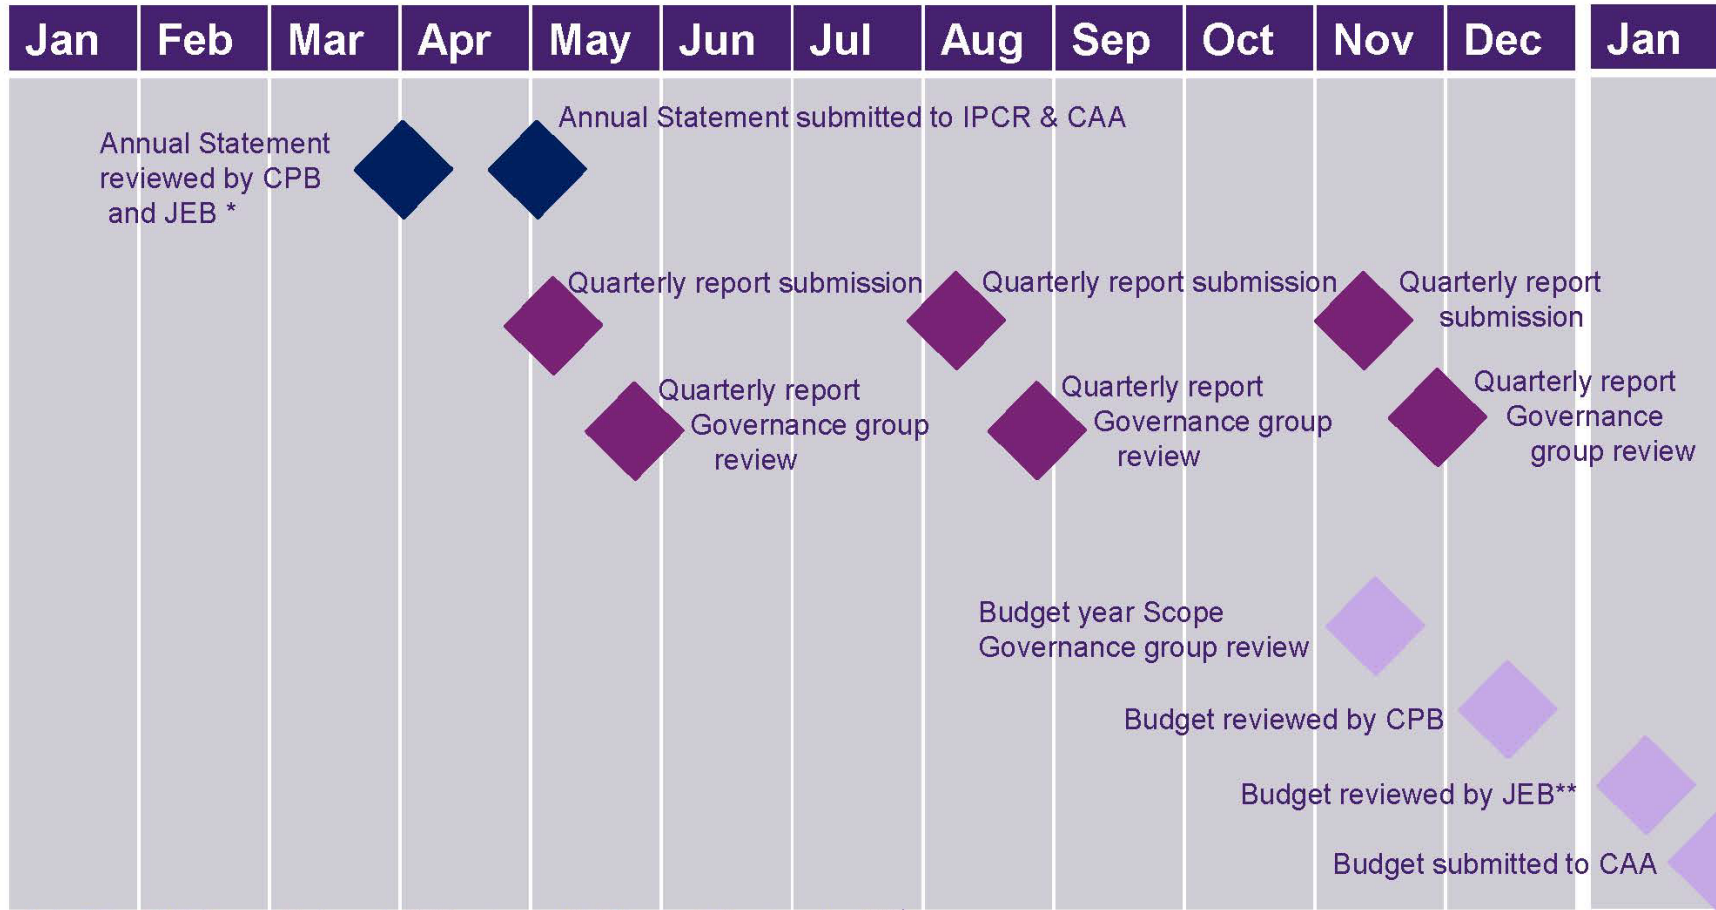 Jan Feb Mar Apr May Jun Jul Aug Sep Oct Nov Dec Jan
Annual Statement submitted to IPCR & CAA
Annual Statement
reviewed by CPB
and JEB *
Quarterly report submission
Quarterly report submission
Quarterly report
submission
Quarterly report
Governance group
review
Quarterly report
Governance group
review
Quarterly report
Governance
group review
Budget year Scope
Governance group review
Budget reviewed by CPB
Budget reviewed by JEB**
Budget submitted to CAA